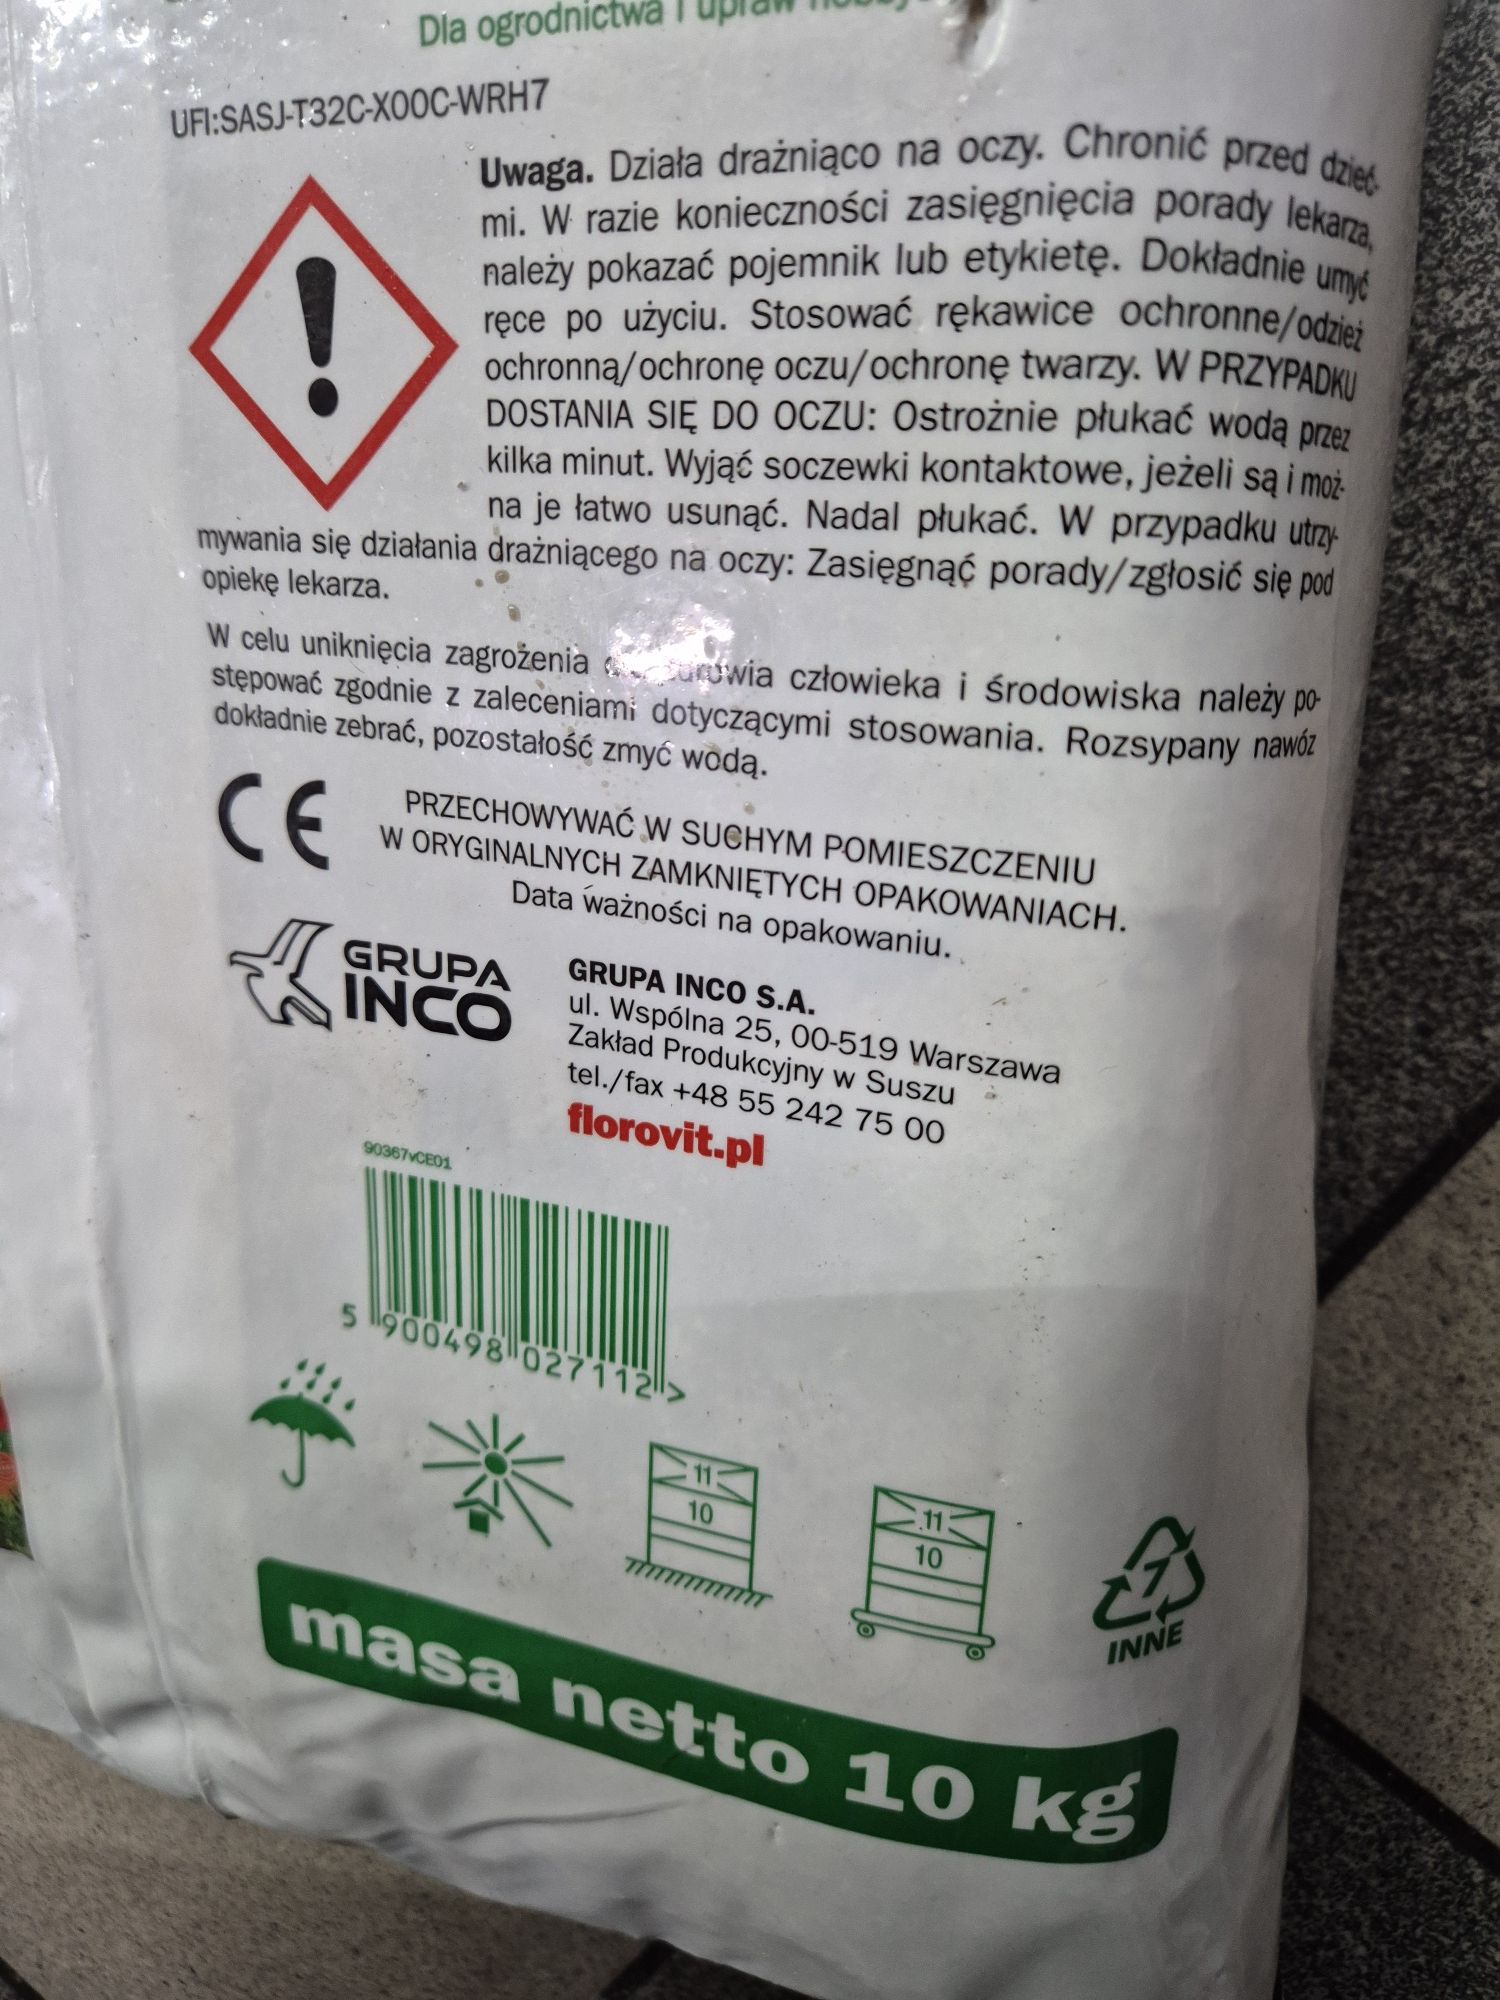 Dla ogrodnictwa i upraw
UFI:SASJ-T32C-X00C-WRH7
Uwaga. Działa drażniąco na oczy. Chronić przed dzieć-
mi. W razie konieczności zasięgnięcia porady lekarza,
należy pokazać pojemnik lub etykietę. Dokładnie umyć
ręce po użyciu. Stosować rękawice ochronne/odzież
ochronną/ochronę oczu/ochronę twarzy. W PRZYPADKU
DOSTANIA SIĘ DO OCZU: Ostrożnie płukać wodą przez
kilka minut. Wyjąć soczewki kontaktowe, jeżeli są i moż-
na je łatwo usunąć. Nadal płukać. W przypadku utrzy-
mywania się działania drażniącego na oczy: Zasięgnąć porady/zgłosić się pod
opiekę lekarza.
W celu uniknięcia zagrożenia człowieka i środowiska należy po-
stępować zgodnie z zaleceniami dotyczącymi stosowania. Rozsypany nawóz
dokładnie zebrać, pozostałość zmyć wodą.
CE
PRZECHOWYWAĆ W SUCHYM POMIESZCZENIU
W ORYGINALNYCH ZAMKNIĘTYCH OPAKOWANIACH.
Data ważności na opakowaniu.
GRUPA
INCO
GRUPA INCO S.A.
ul. Wspólna 25, 00-519 Warszawa
Zakład Produkcyjny w Suszu
tel./fax +48 55 242 75 00
florovit.pl
90367vCE01
5 900498 027112 >
11
10
11
10
7
INNE
masa netto 10 kg